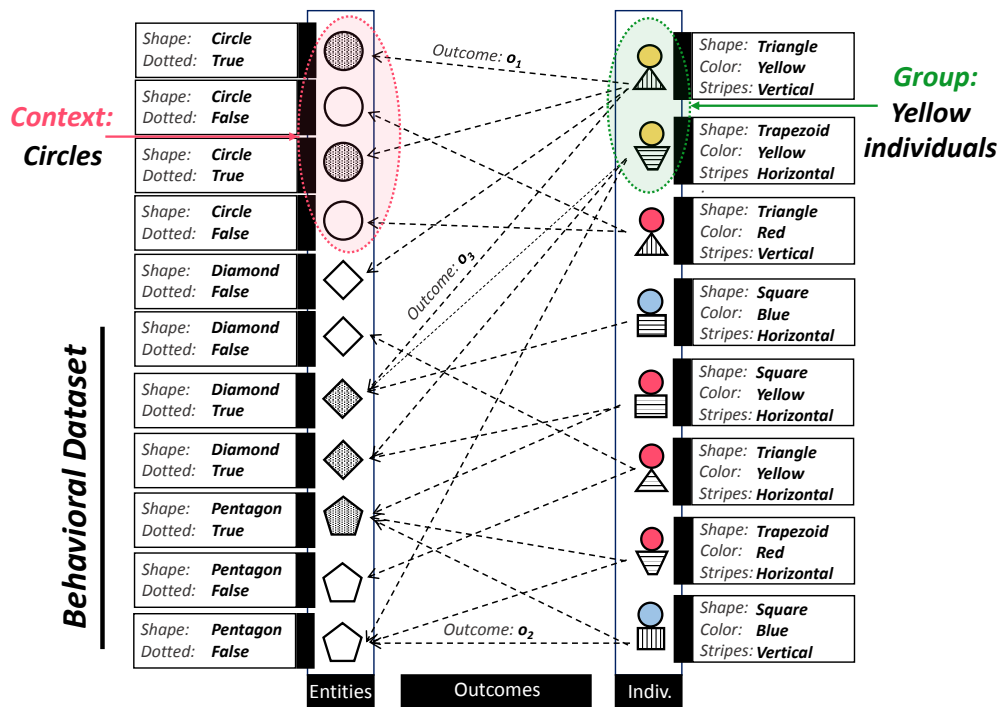 Shape: Circle
Dotted: True
Shape: Circle
Dotted: False
Shape: Circle
Dotted: True
Shape: Circle
Dotted: False
Shape: Diamond
Dotted: False
Shape: Diamond
Dotted: False
Shape: Diamond
Dotted: True
Shape: Diamond
Dotted: True
Shape: Pentagon
Dotted: True
Shape: Pentagon
Dotted: False
Shape: Pentagon
Dotted: False
Context:
Circles
Behavioral Dataset
Outcome: o1
Outcome: o3
Outcome: o2
Entities
Outcomes
Indiv.
Shape: Triangle
Color: Yellow
Stripes: Vertical
Shape: Trapezoid
Color: Yellow
Stripes Horizontal
Shape: Triangle
Color: Red
Stripes: Vertical
Shape: Square
Color: Blue
Stripes: Horizontal
Shape: Square
Color: Yellow
Stripes: Horizontal
Shape: Triangle
Color: Yellow
Stripes: Horizontal
Shape: Trapezoid
Color: Red
Stripes: Horizontal
Shape: Square
Color: Blue
Stripes: Vertical
Group:
Yellow
individuals